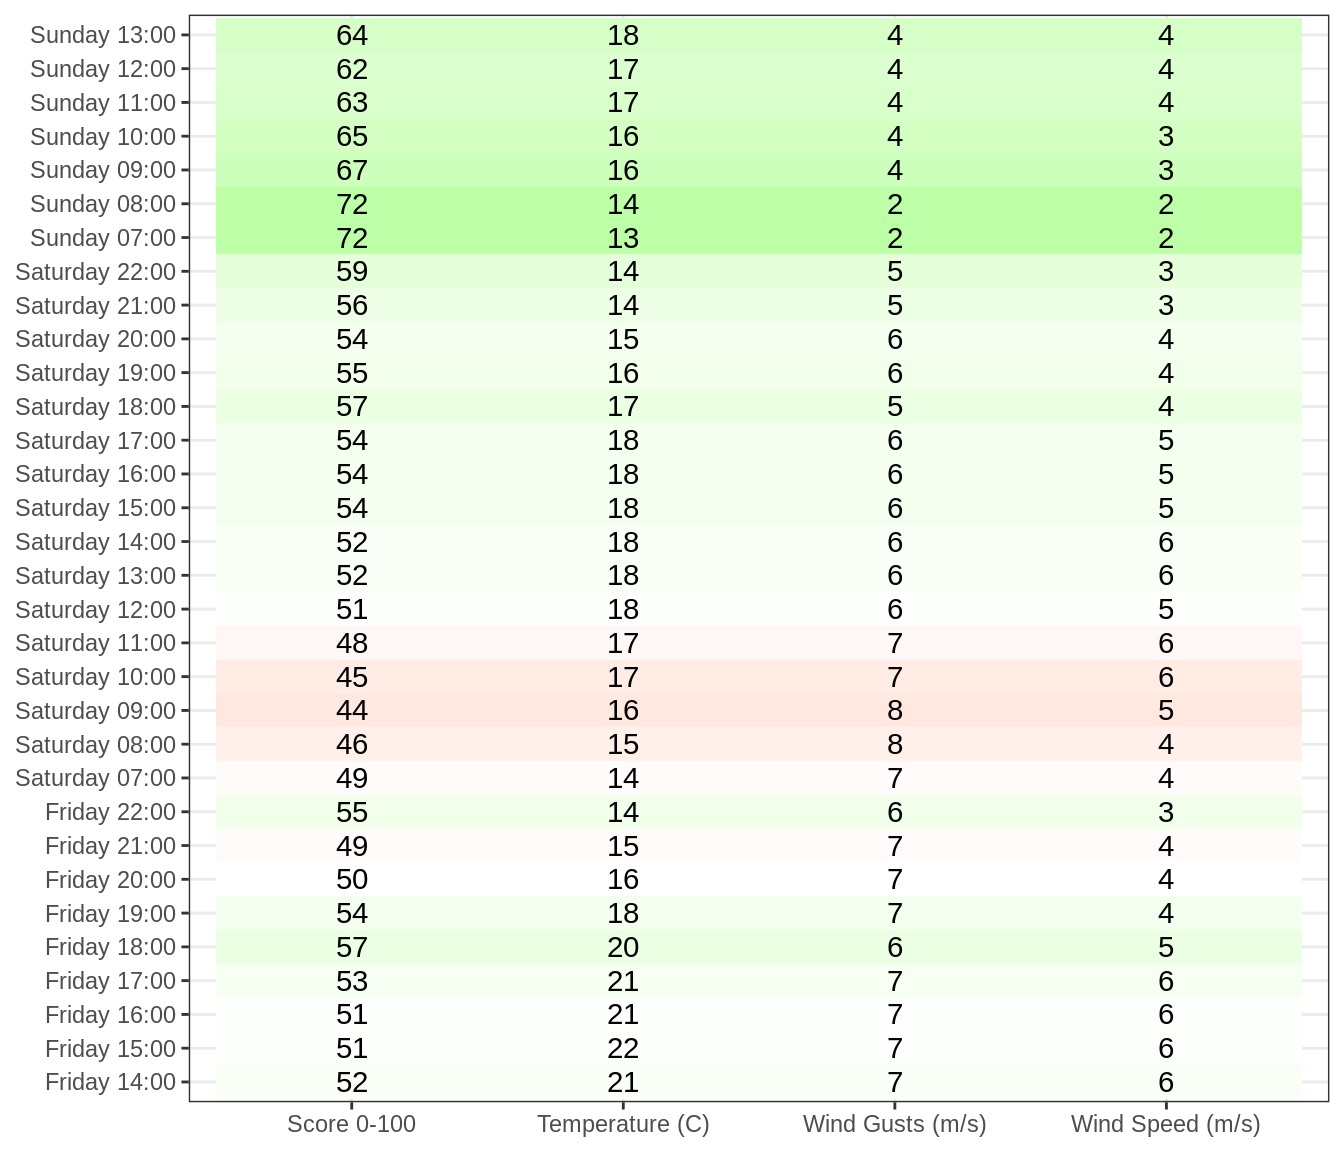 Sunday 13:00 64 18 4 4
Sunday 12:00 62 17 4 4
Sunday 11:00 63 17 4 4
Sunday 10:00 65 16 4 3
Sunday 09:00 67 16 4 3
Sunday 08:00 72 14 2 2
Sunday 07:00 72 13 2 2
Saturday 22:00 59 14 5 3
Saturday 21:00 56 14 5 3
Saturday 20:00 54 15 6 4
Saturday 19:00 55 16 6 4
Saturday 18:00 57 17 5 4
Saturday 17:00 54 18 6 5
Saturday 16:00 54 18 6 5
Saturday 15:00 54 18 6 5
Saturday 14:00 52 18 6 6
Saturday 13:00 52 18 6 6
Saturday 12:00 51 18 6 5
Saturday 11:00 48 17 7 6
Saturday 10:00 45 17 7 6
Saturday 09:00 44 16 8 5
Saturday 08:00 46 15 8 4
Saturday 07:00 49 14 7 4
Friday 22:00 55 14 6 3
Friday 21:00 49 15 7 4
Friday 20:00 50 16 7 4
Friday 19:00 54 18 7 4
Friday 18:00 57 20 6 5
Friday 17:00 53 21 7 6
Friday 16:00 51 21 7 6
Friday 15:00 51 22 7 6
Friday 14:00 52 21 7 6
Score 0-100 Temperature (C) Wind Gusts (m/s) Wind Speed (m/s)